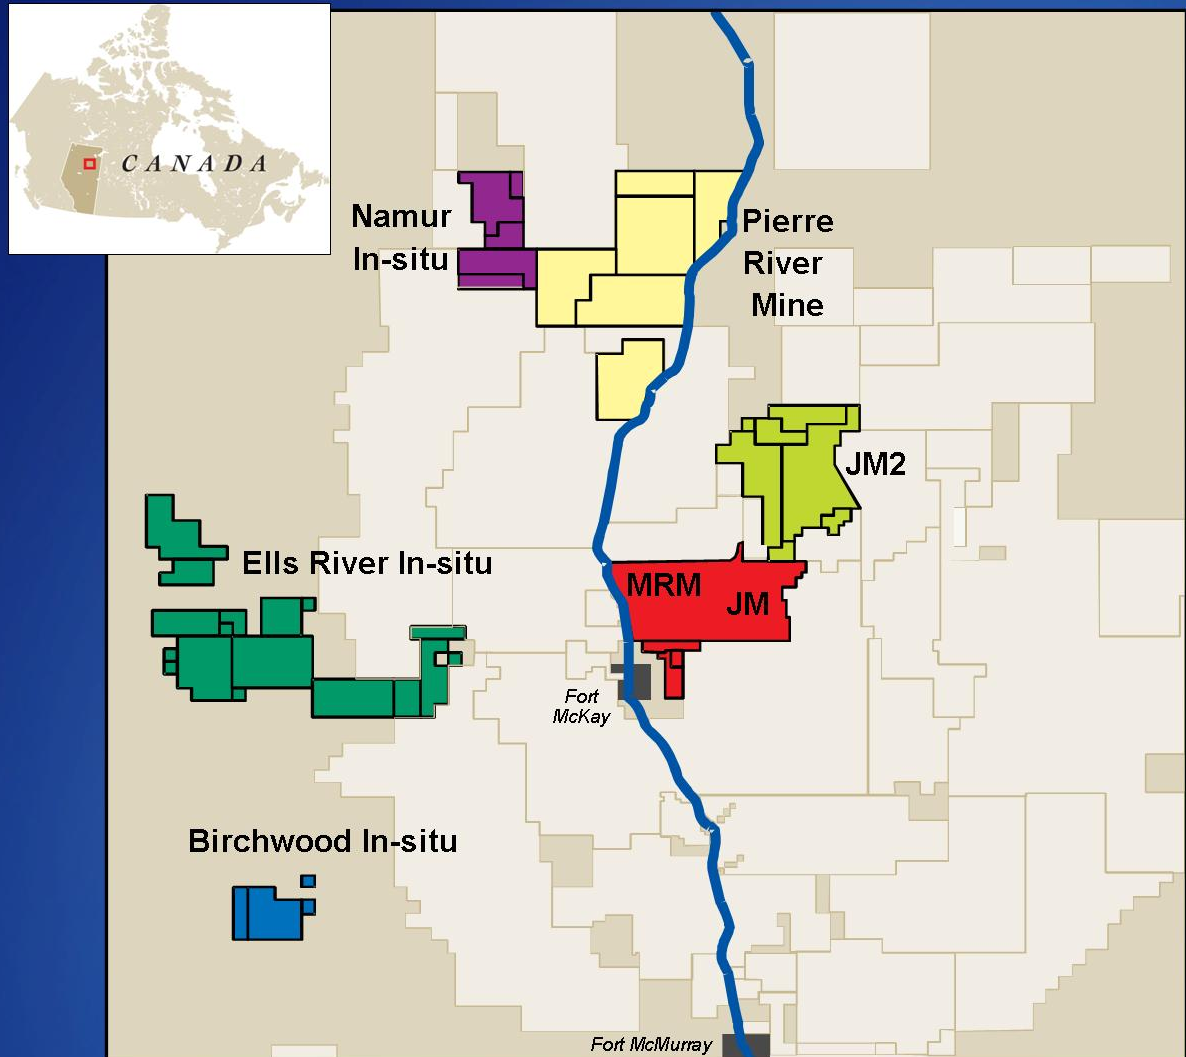 CANADA
Namur
In-situ
Pierre
River
Mine
JM2
Ells River In-situ
MRM
JM
Fort
McKay
Birchwood In-situ
Fort McMurray